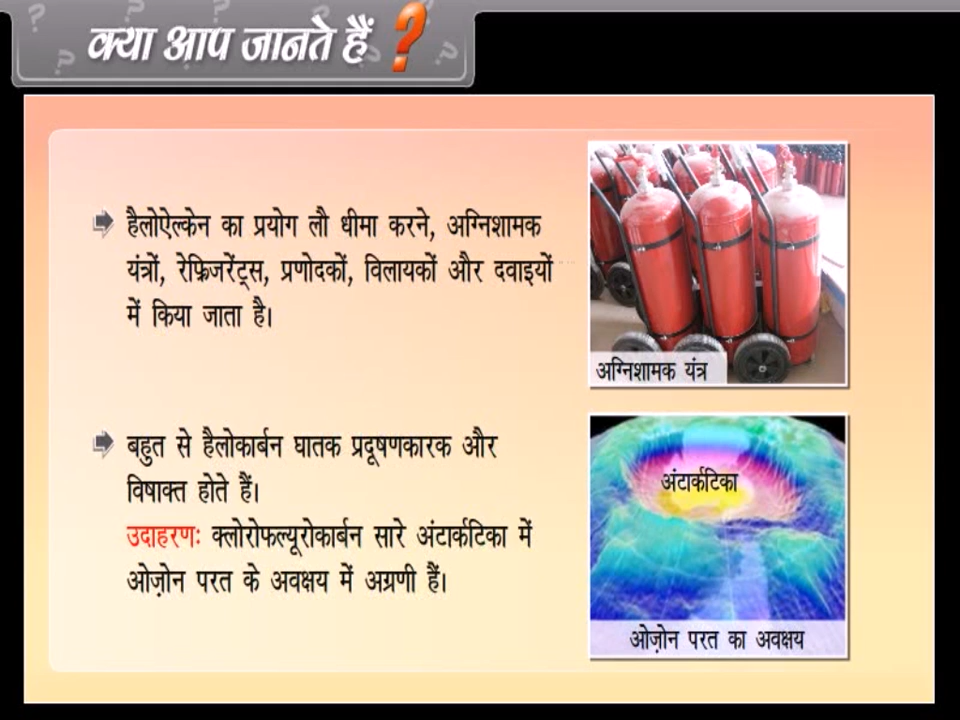 क्या आप जानते हैं ?
हैलोऐल्केन का प्रयोग लौ धीमा करने, अग्निशामक
यंत्रों, रेफ्रिजरेंट्स, प्रणोदकों, विलायकों और दवाइयों
में किया जाता है।
अग्निशामक यंत्र
बहुत से हैलोकार्बन घातक प्रदूषणकारक और
विषाक्त होते हैं।
उदाहरणः क्लोरोफल्यूरोकार्बन सारे अंटार्कटिका में
ओज़ोन परत के अवक्षय में अग्रणी हैं।
अंटार्कटिका
ओज़ोन परत का अवक्षय